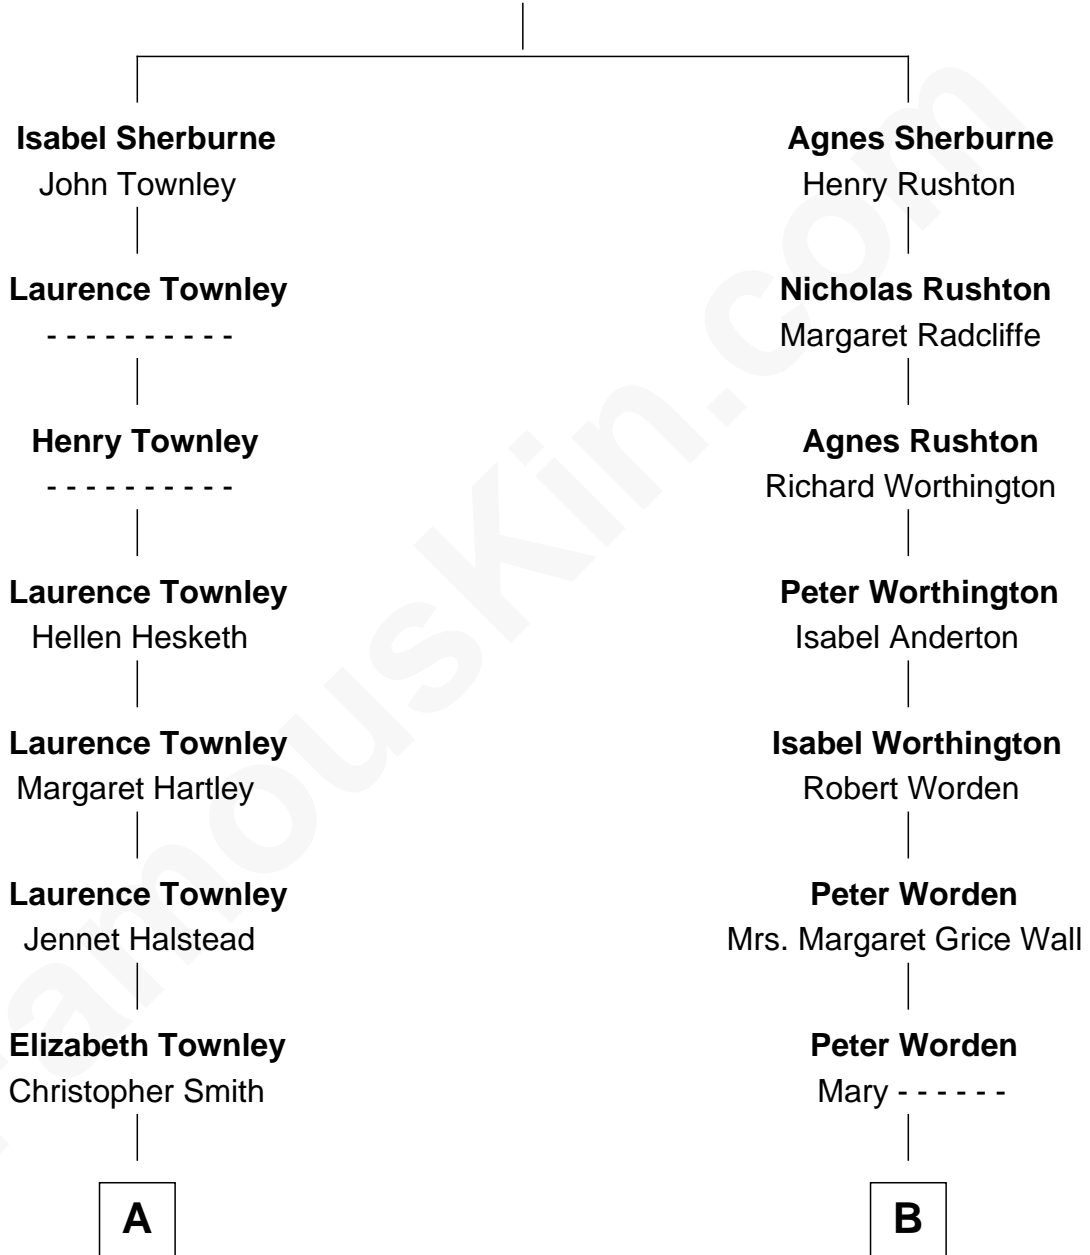 Isabel Sherburne
John Townley
Laurence Townley
- - - - - - - - - -
Henry Townley
- - - - - - - - - -
Laurence Townley
Hellen Hesketh
Laurence Townley
Margaret Hartley
Laurence Townley
Jennet Halstead
Elizabeth Townley
Christopher Smith
A
Agnes Sherburne
Henry Rushton
Nicholas Rushton
Margaret Radcliffe
Agnes Rushton
Richard Worthington
Peter Worthington
Isabel Anderton
Isabel Worthington
Robert Worden
Peter Worden
Mrs. Margaret Grice Wall
Peter Worden
Mary - - - - - -
B
FamousKin.com